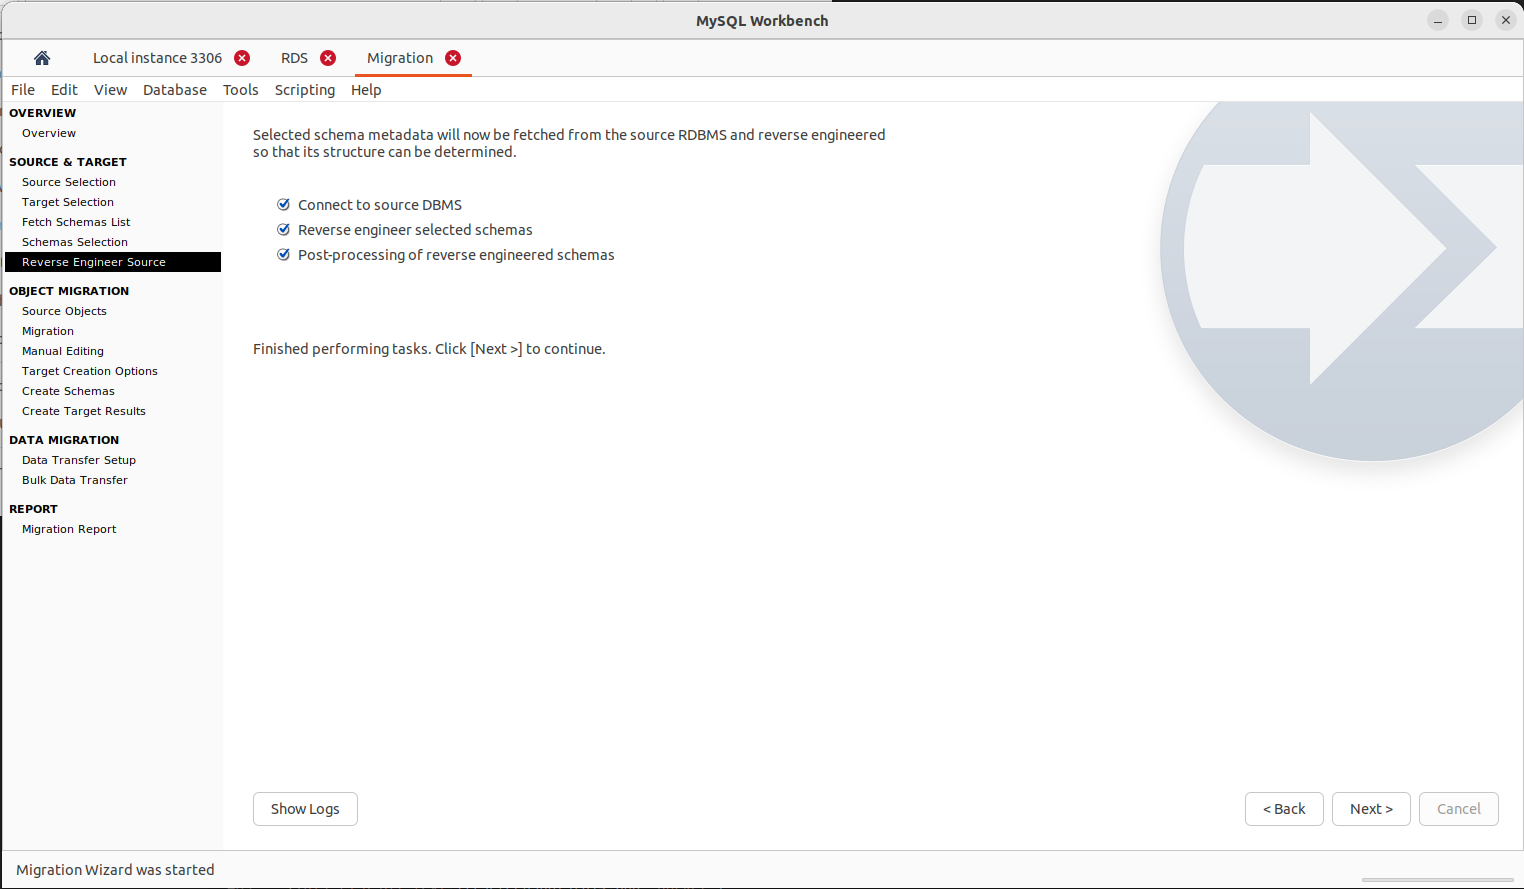 MySQL Workbench
Local instance 3306 RDS Migration
File Edit View Database Tools Scripting Help
OVERVIEW
Overview
SOURCE & TARGET
Source Selection
Target Selection
Fetch Schemas List
Schemas Selection
Reverse Engineer Source
OBJECT MIGRATION
Source Objects
Migration
Manual Editing
Target Creation Options
Create Schemas
Create Target Results
DATA MIGRATION
Data Transfer Setup
Bulk Data Transfer
REPORT
Migration Report
Selected schema metadata will now be fetched from the source RDBMS and reverse engineered
so that its structure can be determined.
Connect to source DBMS
Reverse engineer selected schemas
Post-processing of reverse engineered schemas
Finished performing tasks. Click [Next >] to continue.
Show Logs < Back Next > Cancel
Migration Wizard was started